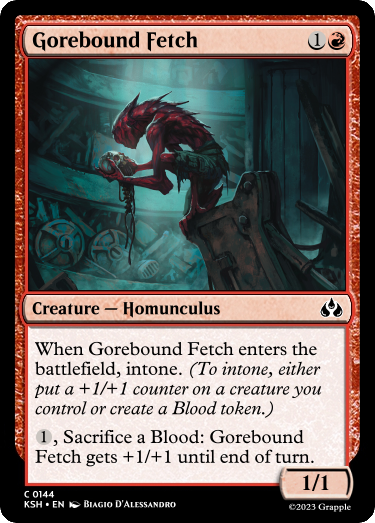 Gorebound Fetch 1
Creature — Homunculus
When Gorebound Fetch enters the
battlefield, intone. (To intone, either
put a +1/+1 counter on a creature you
control or create a Blood token.)
1, Sacrifice a Blood: Gorebound
Fetch gets +1/+1 until end of turn.
1/1
C 0144
KSH • EN Biagio D'Alessandro
©2023 Grapple